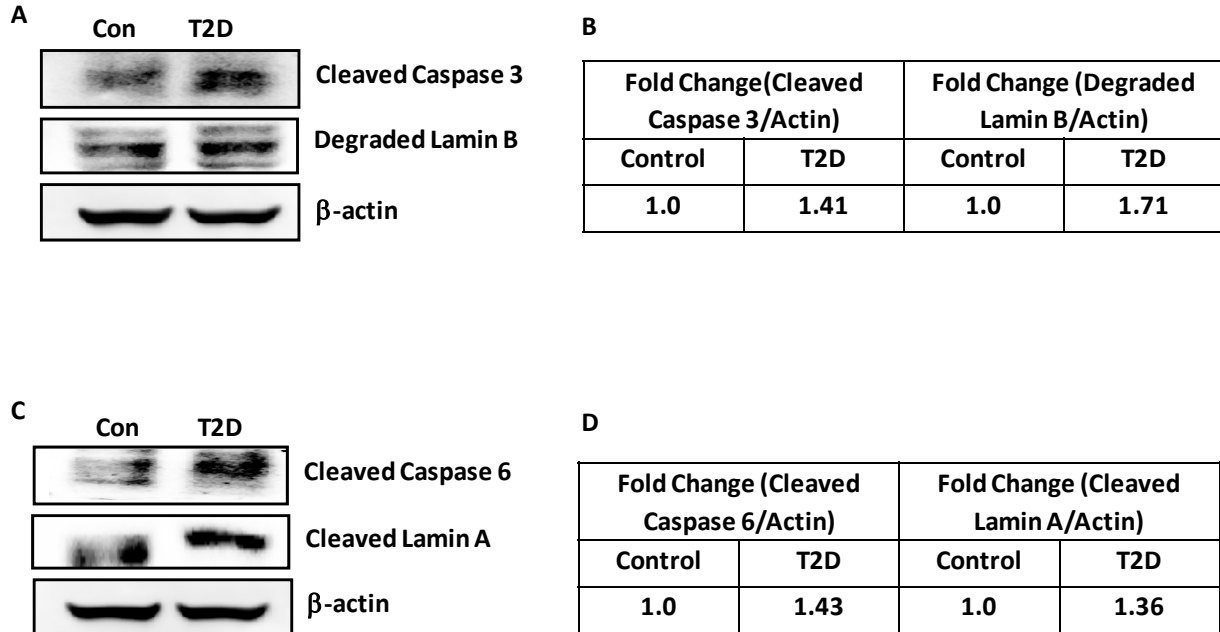 A
Con T2D
Cleaved Caspase 3
Degraded Lamin B
β-actin
B
Fold Change(Cleaved Caspase 3/Actin) Fold Change (Degraded Lamin B/Actin)
Control T2D Control T2D
1.0 1.41 1.0 1.71
C
Con T2D
Cleaved Caspase 6
Cleaved Lamin A
β-actin
D
Fold Change (Cleaved Caspase 6/Actin) Fold Change (Cleaved Lamin A/Actin)
Control T2D Control T2D
1.0 1.43 1.0 1.36